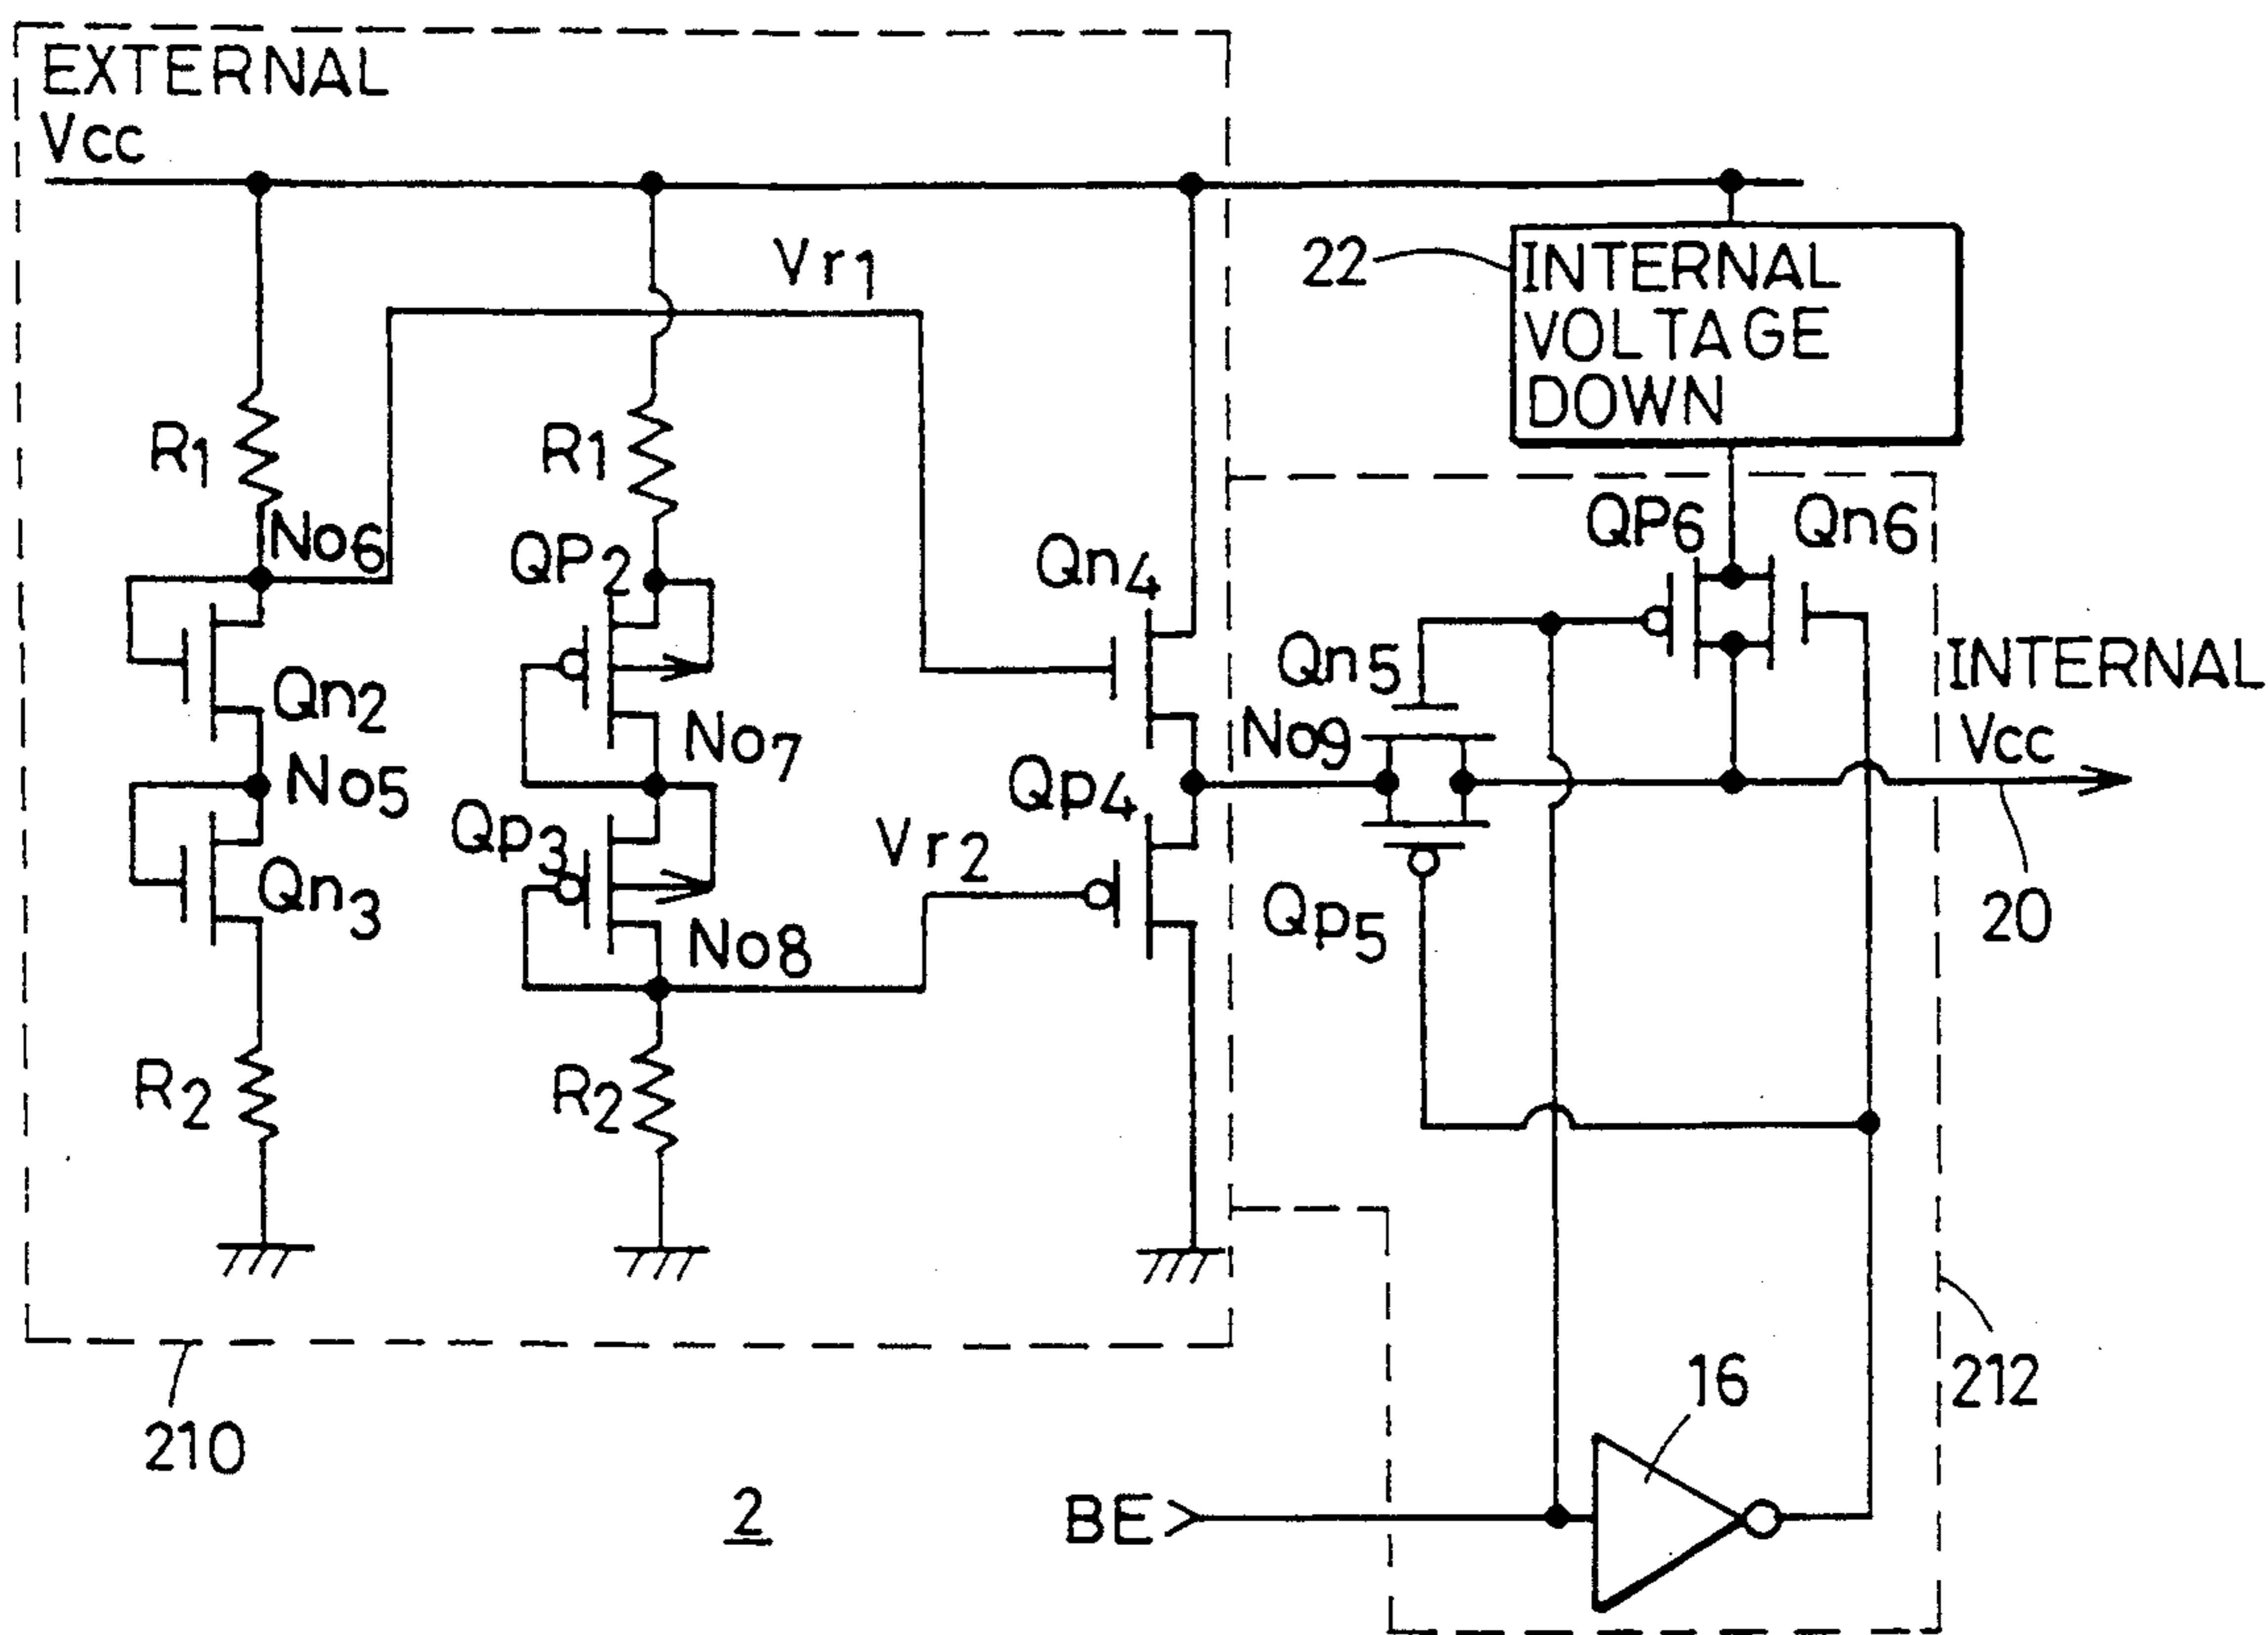 EXTERNAL
Vcc
Vr1
22
INTERNAL
VOLTAGE
DOWN
R1
R1
No6
QP2
Qn4
QP6
Qn6
Qn2
No7
Qn5
No9
INTERNAL
Vcc
No5
Qp3
Qp4
Vr2
Qn3
No8
Qp5
20
R2
R2
210
16
212
2
BE